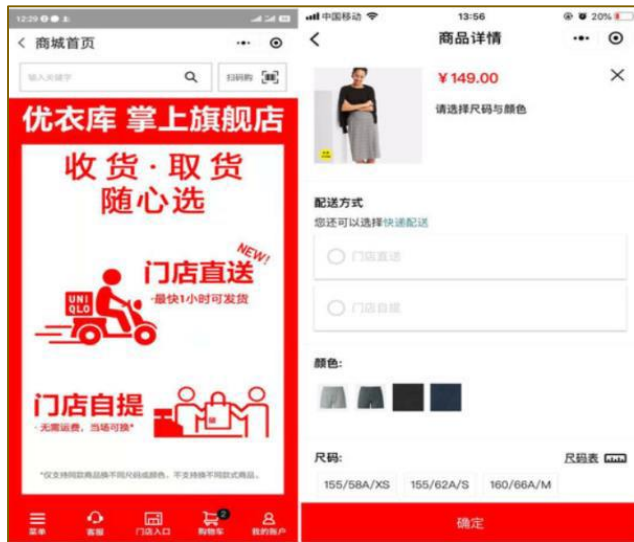 12:29
商城首页
输入关键字
扫码购
优衣库 掌上旗舰店
收货·取货
随心选
NEW!
门店直送
·最快1小时可发货
UNI
QLO
门店自提
·无需运费，当场可换*
*仅支持同款商品换不同尺码或颜色，不支持换不同款式商品。
菜单
客服
门店入口
2
购物车
我的账户
中国移动
13:56
20%
商品详情
¥149.00
请选择尺码与颜色
配送方式
您还可以选择快递配送
门店直送
门店自提
颜色:
尺码:
尺码表
155/58A/XS
155/62A/S
160/66A/M
确定